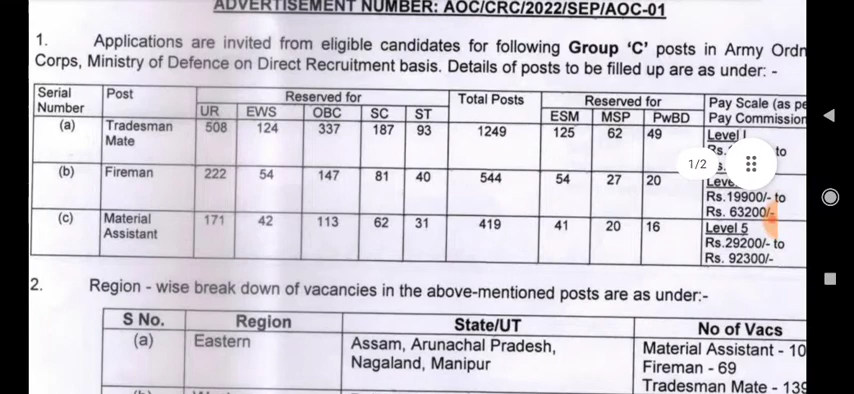 ADVERTISEMENT NUMBER: AOC/CRC/2022/SEP/AOC-01
1. Applications are invited from eligible candidates for following Group 'C' posts in Army Ordn
Corps, Ministry of Defence on Direct Recruitment basis. Details of posts to be filled up are as under: -
Serial Number Post Reserved for Total Posts Reserved for Pay Scale (as pe
Pay Commission
UR EWS OBC SC ST ESM MSP PwBD
(a) Tradesman Mate 508 124 337 187 93 1249 125 62 49 Level
Rs. to
(b) Fireman 222 54 147 81 40 544 54 27 20
Rs.19900/- to
Rs. 63200/-
(c) Material Assistant 171 42 113 62 31 419 41 20 16 Level 5
Rs.29200/- to
Rs. 92300/-
1/2
2. Region - wise break down of vacancies in the above-mentioned posts are as under:-
S No. Region State/UT No of Vacs
(a) Eastern Assam, Arunachal Pradesh, Nagaland, Manipur Material Assistant - 10
Fireman - 69
Tradesman Mate - 139